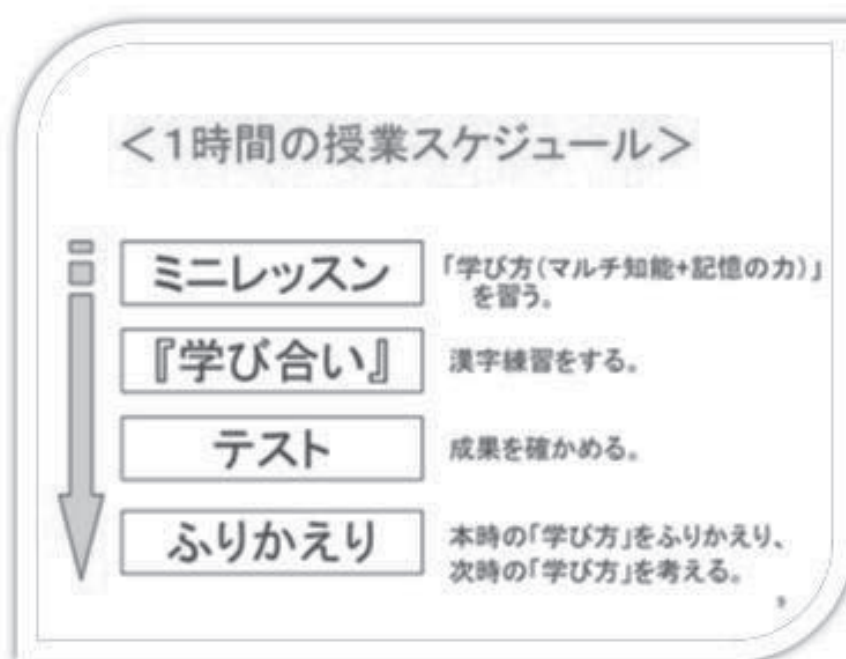 ＜1時間の授業スケジュール＞
ミニレッスン
「学び方(マルチ知能+記憶の力)」
を習う。
『学び合い』
漢字練習をする。
テスト
成果を確かめる。
ふりかえり
本時の「学び方」をふりかえり、
次時の「学び方」を考える。